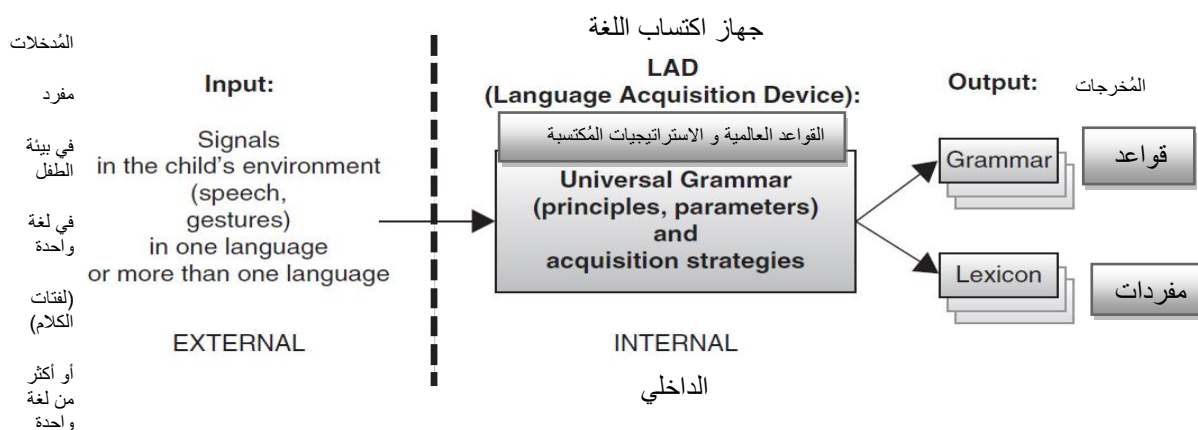 المُدخلات
مفرد
في بيئة
الطفل
في لغة
واحدة
(لفتات
الكلام)
أو أكثر
من لغة
واحدة
Input:
Signals
in the child's environment
(speech,
gestures)
in one language
or more than one language
EXTERNAL
جهاز اكتساب اللغة
LAD
(Language Acquisition Device):
القواعد العالمية و الاستراتيجيات المُكتسبة
Universal Grammar
(principles, parameters)
and
acquisition strategies
INTERNAL
الداخلي
Output:
المُخرجات
Grammar
قواعد
Lexicon
مفردات